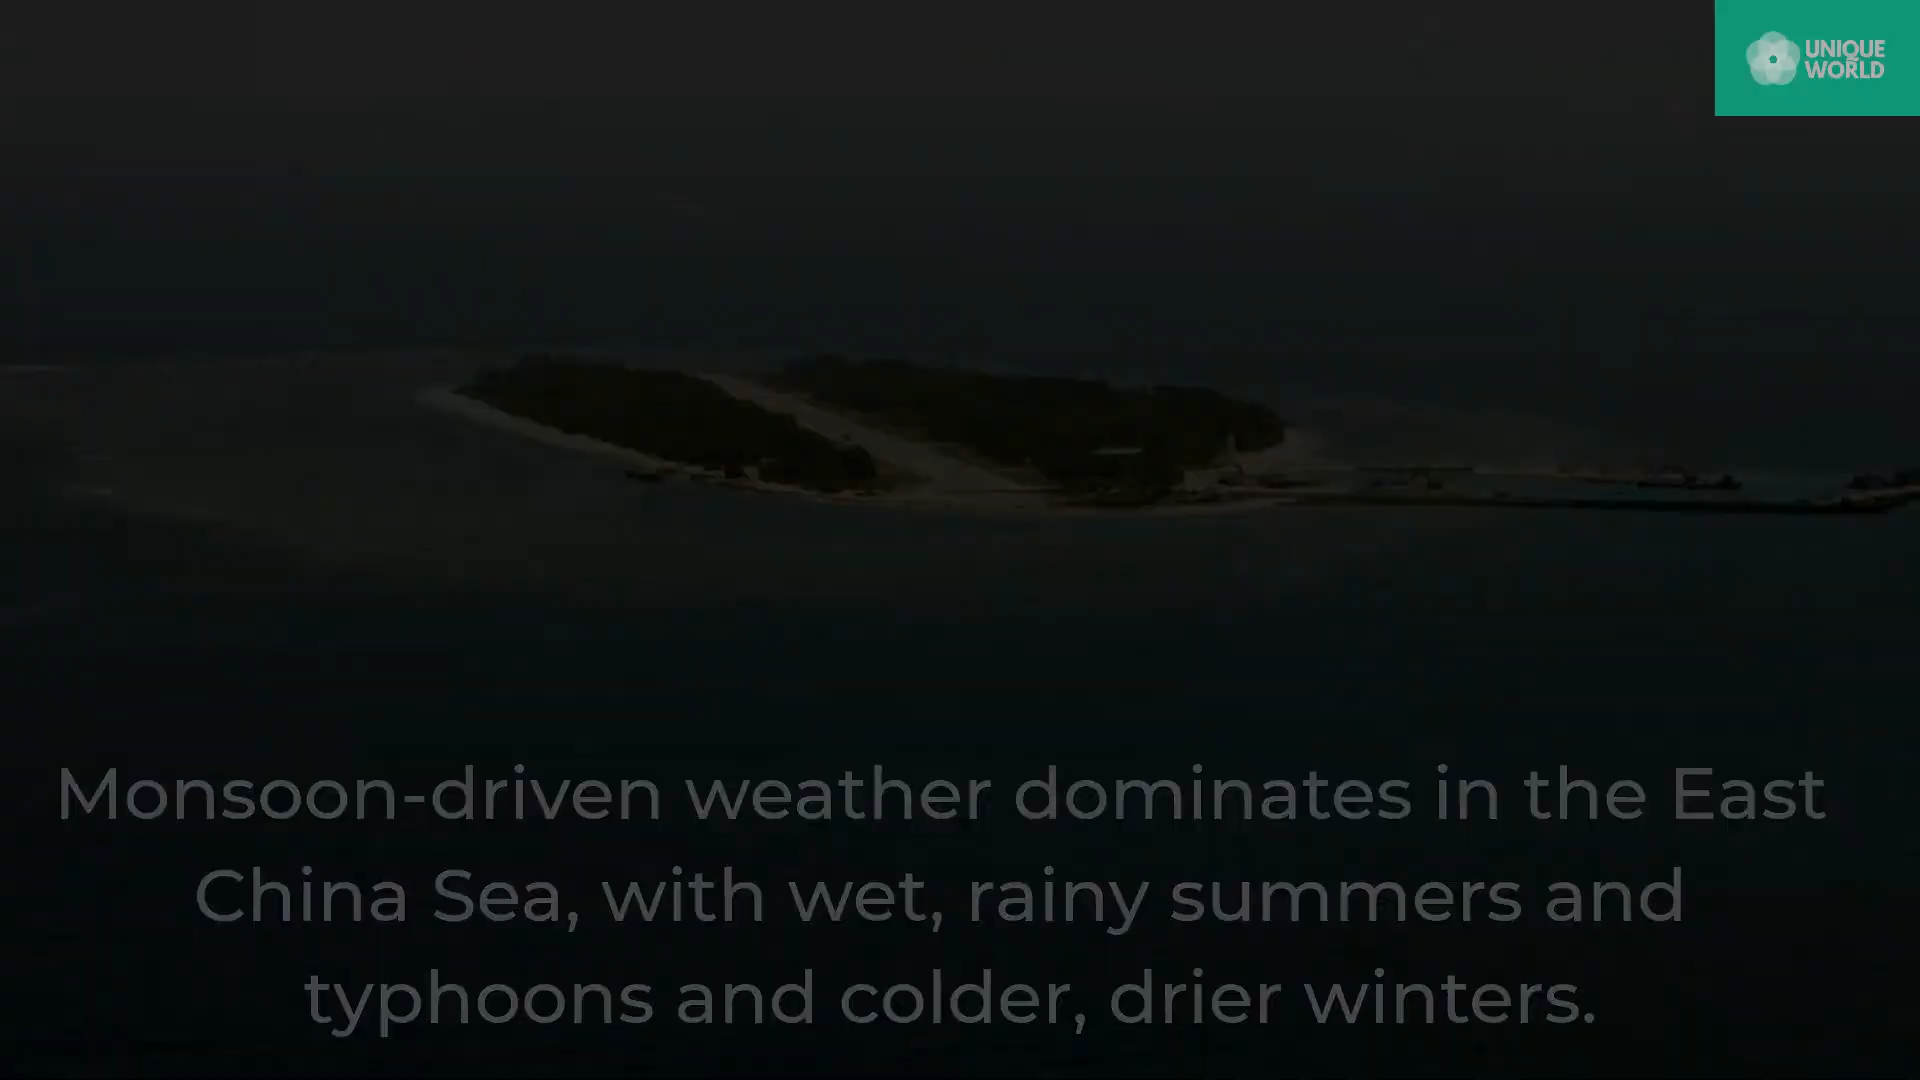 UNIQUE
WORLD
Monsoon-driven weather dominates in the East
China Sea, with wet, rainy summers and
typhoons and colder, drier winters.